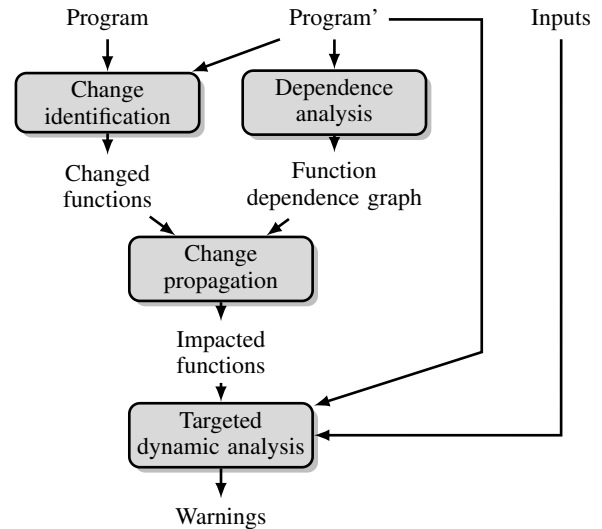 Program
Program’
Inputs
Change
identification
Dependence
analysis
Changed
functions
Function
dependence graph
Change
propagation
Impacted
functions
Targeted
dynamic analysis
Warnings